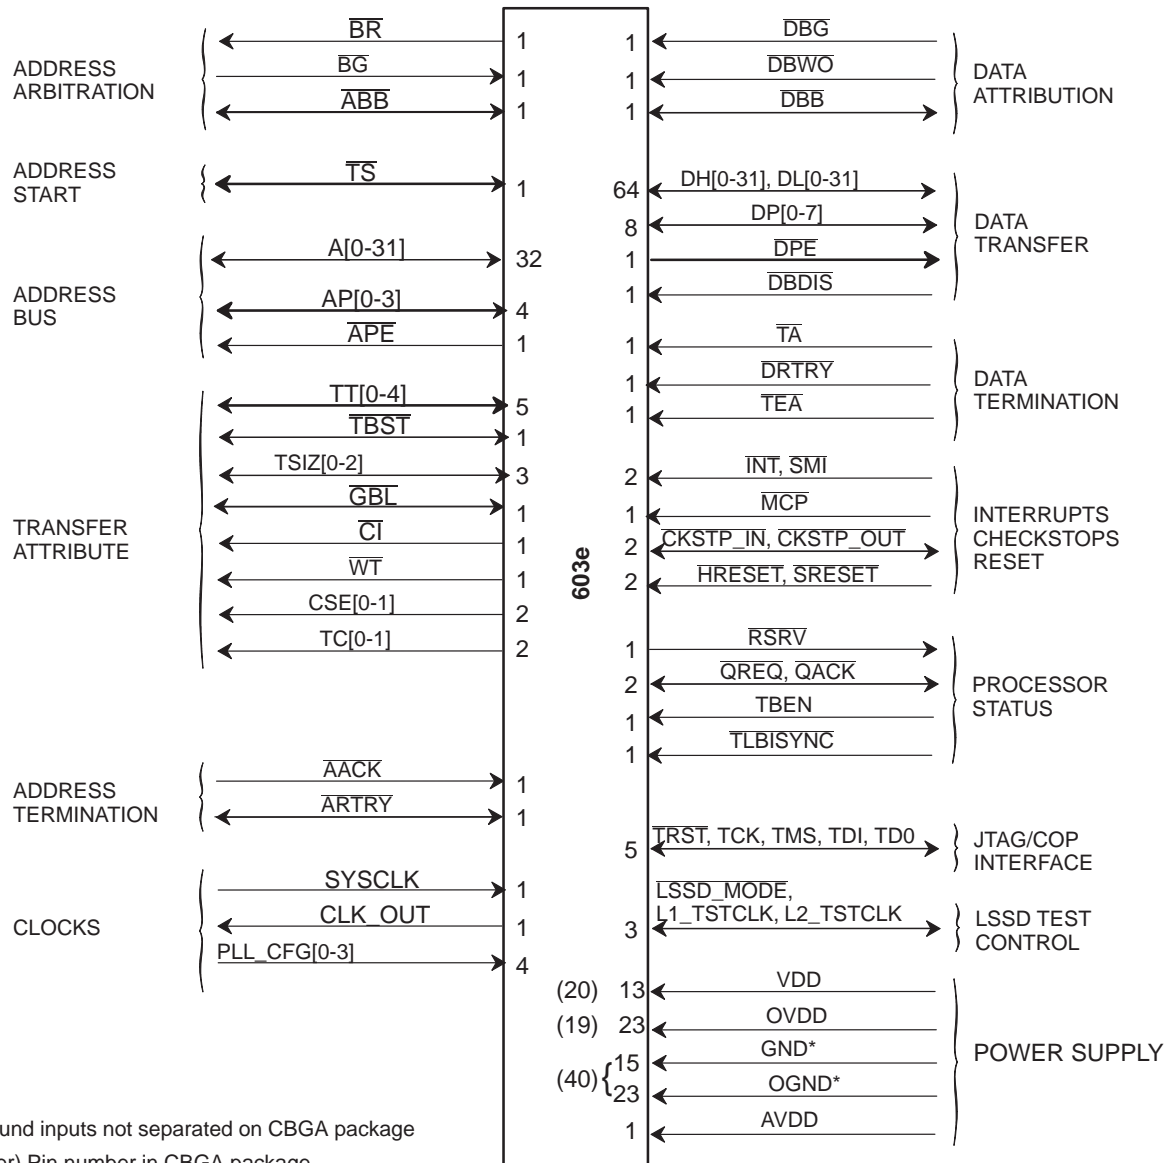 ADDRESS
ARBITRATION
BR 1
BG 1
ABB 1
ADDRESS
START
TS 1
ADDRESS
BUS
A[0-31] 32
AP[0-3] 4
APE 1
TRANSFER
ATTRIBUTE
TT[0-4] 5
TBST 1
TSIZ[0-2] 3
GBL 1
CI 1
WT 1
CSE[0-1] 2
TC[0-1] 2
ADDRESS
TERMINATION
AACK 1
ARTRY 1
CLOCKS
SYSCLK 1
CLK_OUT 1
PLL_CFG[0-3] 4
603e
1 DBG
1 DBWO
1 DBB
DATA
ATTRIBUTION
64 DH[0-31], DL[0-31]
8 DP[0-7]
1 DPE
1 DBDIS
DATA
TRANSFER
1 TA
1 DRTRY
1 TEA
DATA
TERMINATION
2 INT, SMI
1 MCP
2 CKSTP_IN, CKSTP_OUT
2 HRESET, SRESET
INTERRUPTS
CHECKSTOPS
RESET
1 RSRV
2 QREQ, QACK
1 TBEN
1 TLBISYNC
PROCESSOR
STATUS
5 TRST, TCK, TMS, TDI, TD0
JTAG/COP
INTERFACE
LSSD_MODE,
3 L1_TSTCLK, L2_TSTCLK
LSSD TEST
CONTROL
(20) 13 VDD
(19) 23 OVDD
(40) { 15 GND*
23 OGND*
1 AVDD
POWER SUPPLY
und inputs not separated on CBGA package
er) Pin number in CBGA package